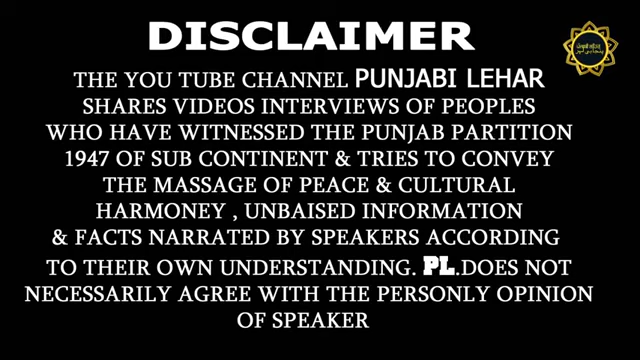 DISCLAIMER
THE YOU TUBE CHANNEL PUNJABI LEHAR
SHARES VIDEOS INTERVIEWS OF PEOPLES
WHO HAVE WITNESSED THE PUNJAB PARTITION
1947 OF SUB CONTINENT & TRIES TO CONVEY
THE MASSAGE OF PEACE & CULTURAL
HARMONEY , UNBAISED INFORMATION
& FACTS NARRATED BY SPEAKERS ACCORDING
TO THEIR OWN UNDERSTANDING. PL.DOES NOT
NECESSARILY AGREE WITH THE PERSONLY OPINION
OF SPEAKER